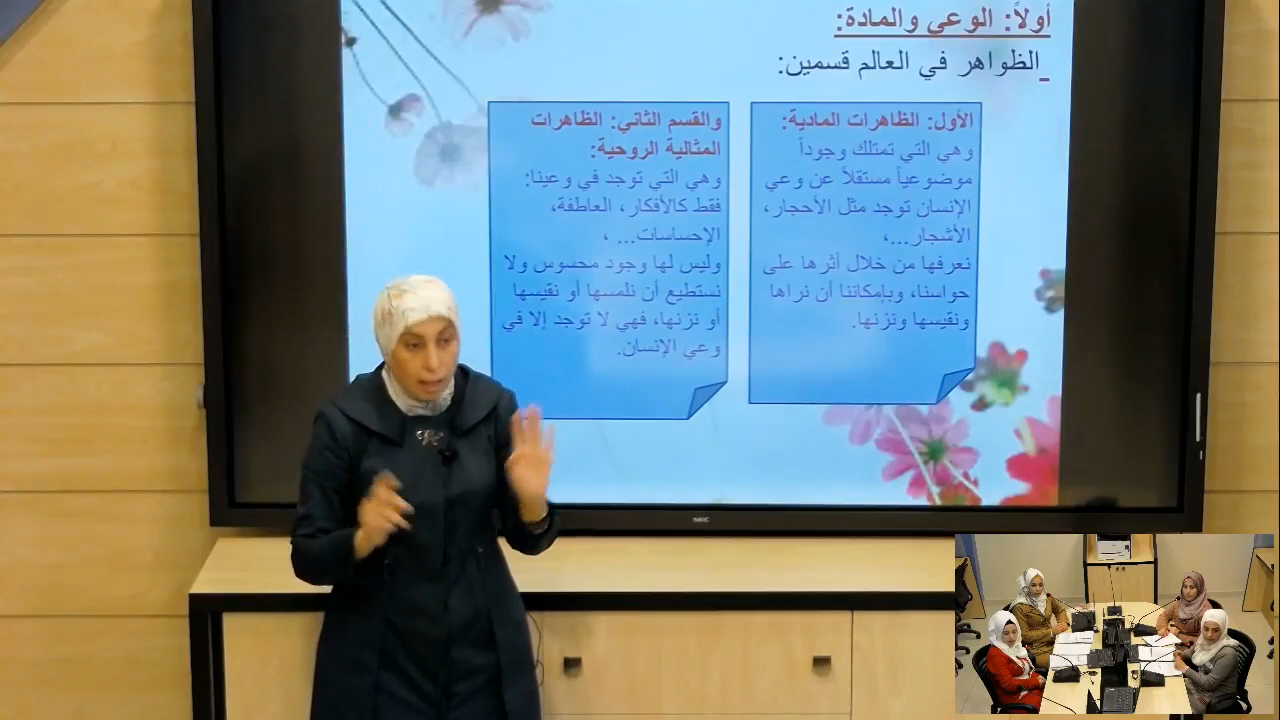 أولاً: الوعي والمادة:
_ الظواهر في العالم قسمين:
الأول: الظاهرات المادية:
وهي التي تمتلك وجوداً
موضوعياً مستقلاً عن وعي
الإنسان توجد مثل الأحجار،
الأشجار...،
نعرفها من خلال أثرها على
حواسنا، وبإمكاننا أن نراها
ونقيسها ونزنها.
والقسم الثاني: الظاهرات
المثالية الروحية:
وهي التي توجد في وعينا:
فقط كالأفكار، العاطفة،
الإحساسات... ،
وليس لها وجود محسوس ولا
نستطيع أن نلمسها أو نقيسها
أو نزنها، فهي لا توجد إلا في
وعي الإنسان.
NEC